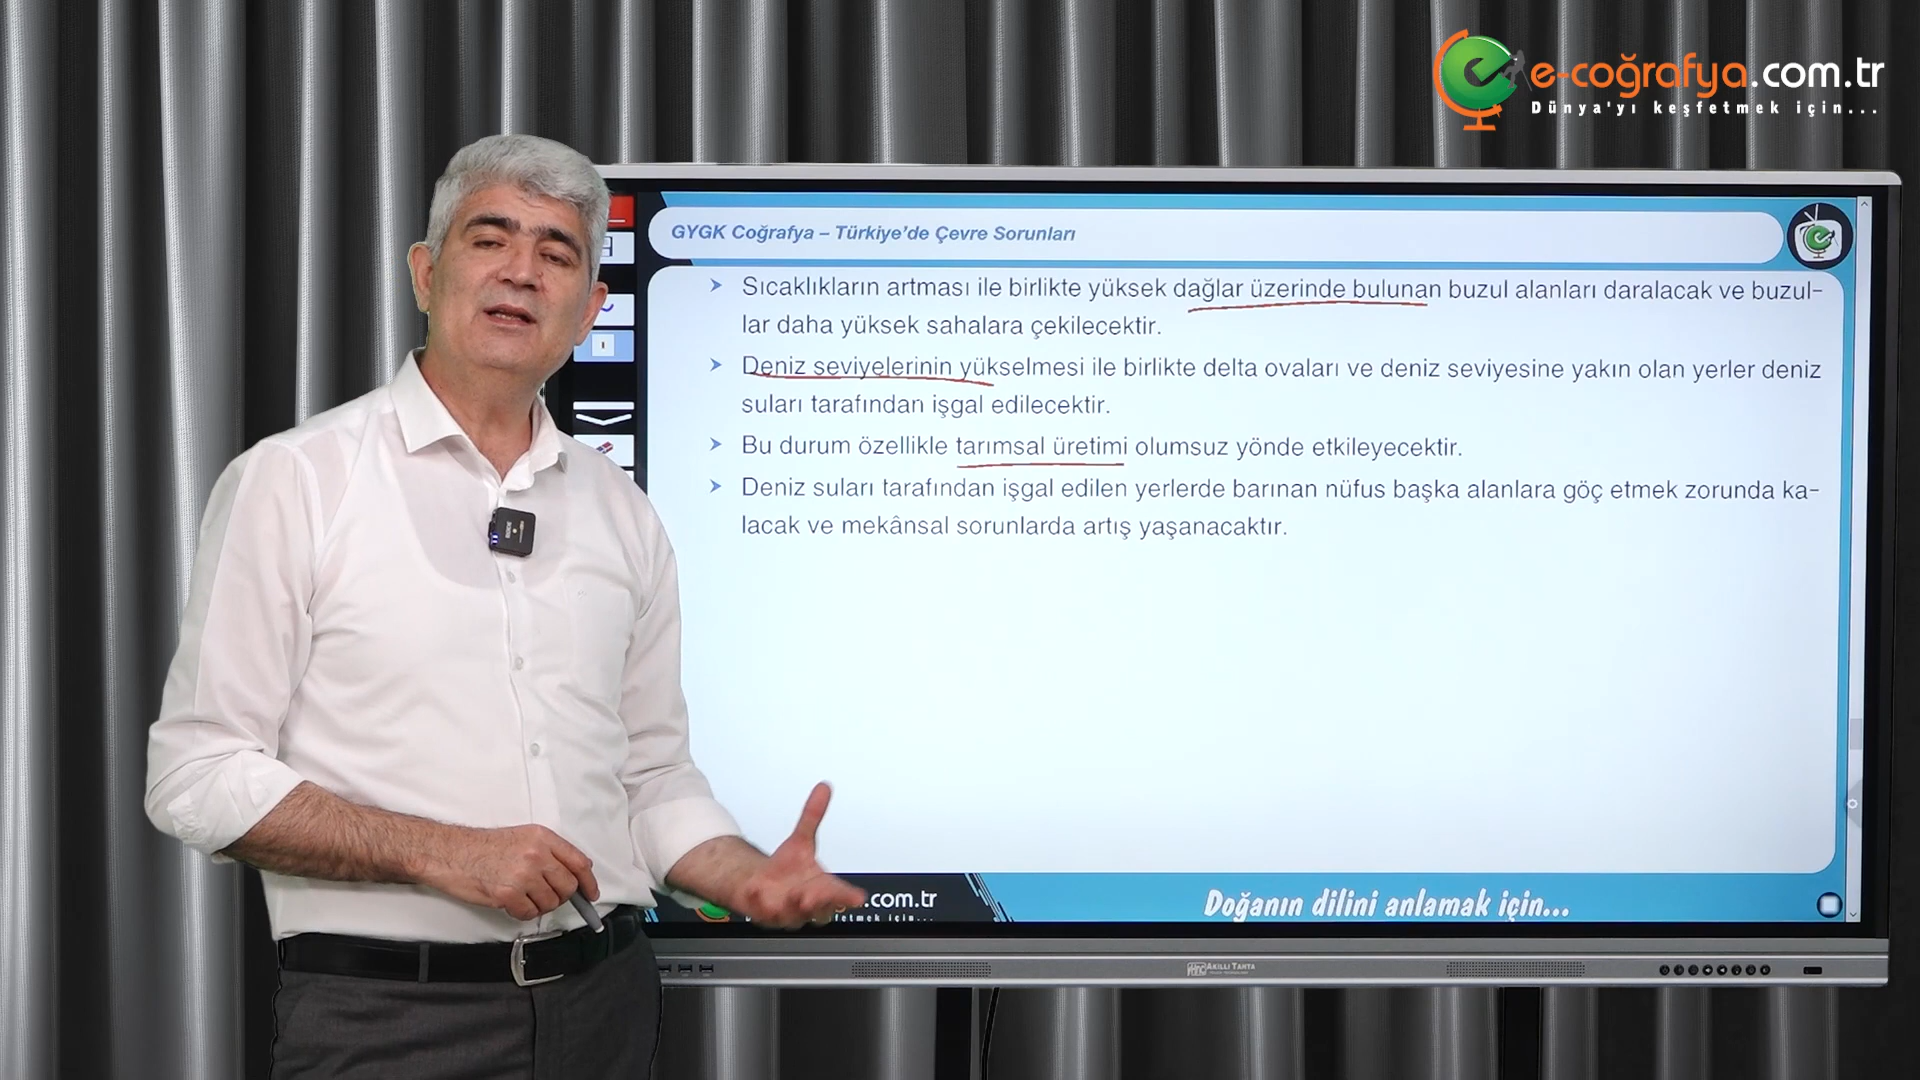 e-coğrafya.com.tr
Dünya'yı keşfetmek için...
GYGK Coğrafya – Türkiye'de Çevre Sorunları
Sıcaklıkların artması ile birlikte yüksek dağlar üzerinde bulunan buzul alanları daralacak ve buzul-
lar daha yüksek sahalara çekilecektir.
Deniz seviyelerinin yükselmesi ile birlikte delta ovaları ve deniz seviyesine yakın olan yerler deniz
suları tarafından işgal edilecektir.
Bu durum özellikle tarımsal üretimi olumsuz yönde etkileyecektir.
Deniz suları tarafından işgal edilen yerlerde barınan nüfus başka alanlara göç etmek zorunda ka-
lacak ve mekânsal sorunlarda artış yaşanacaktır.
.com.tr
için...
Doğanın dilini anlamak için...
AKILLI TAHTA